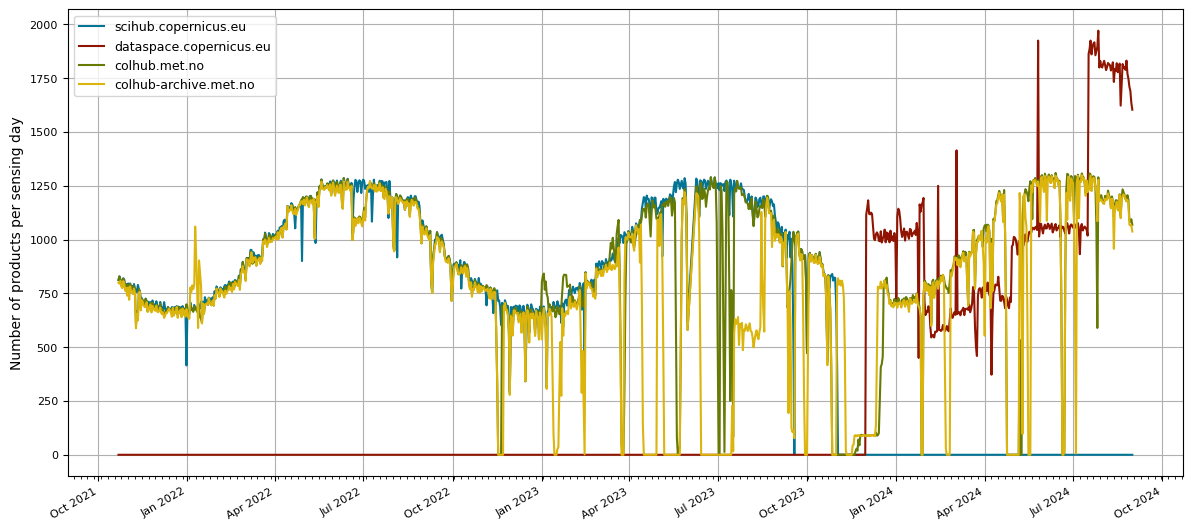 Number of products per sensing day
2000
1750
1500
1250
1000
750
500
250
0
scihub.copernicus.eu
dataspace.copernicus.eu
colhub.met.no
colhub-archive.met.no
Oct 2021
Jan 2022
Apr 2022
Jul 2022
Oct 2022
Jan 2023
Apr 2023
Jul 2023
Oct 2023
Jan 2024
Apr 2024
Jul 2024
Oct 2024